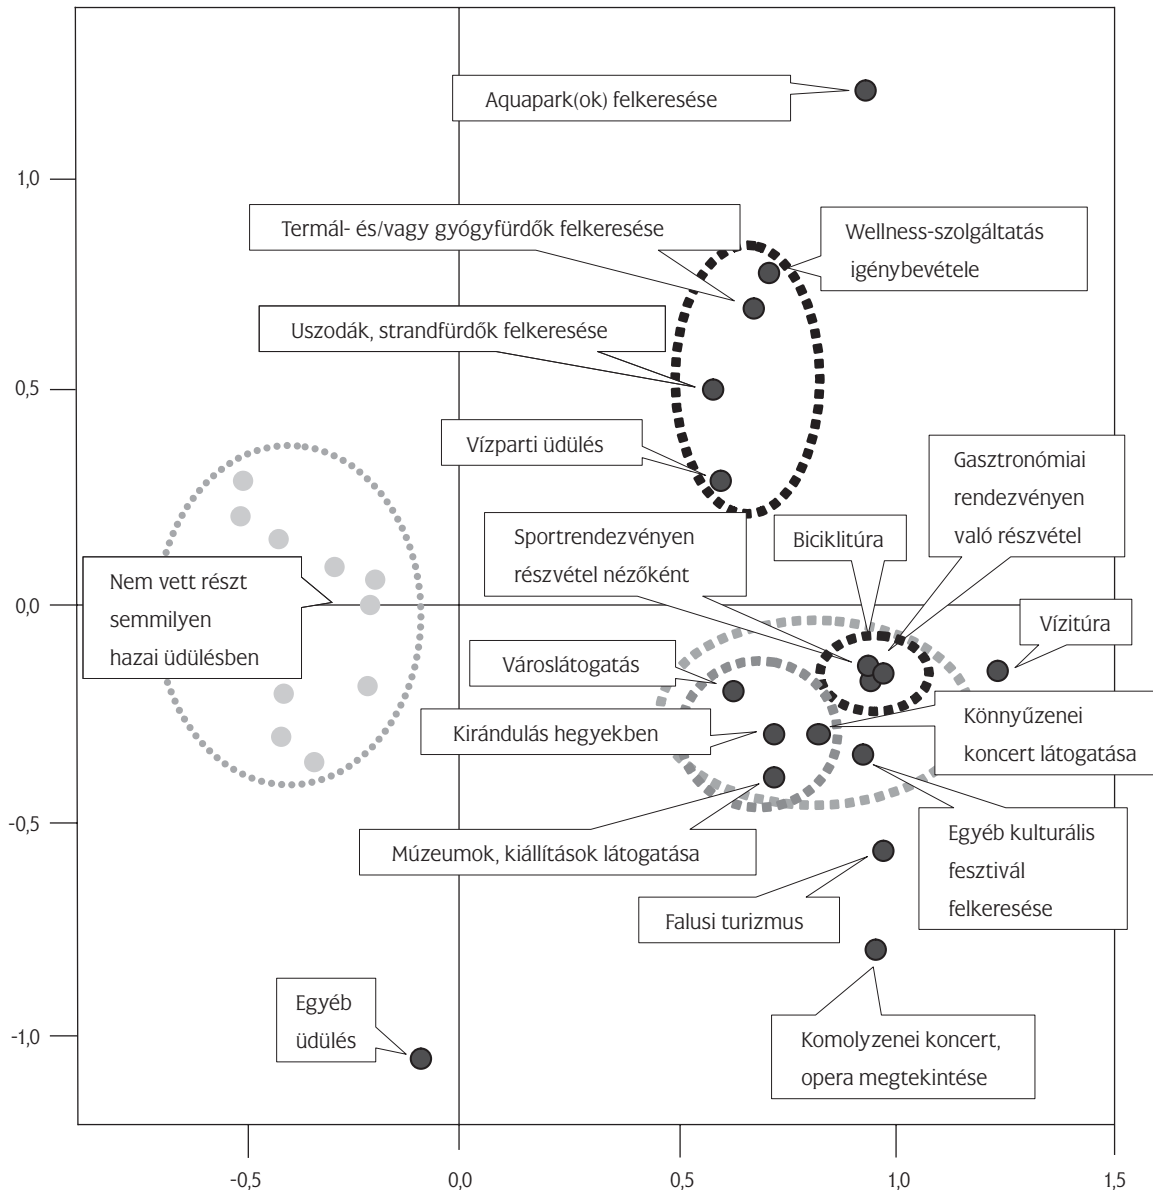 Aquapark(ok) felkeresése
1,0
Termál- és/vagy gyógyfürdők felkeresése
Wellness-szolgáltatás
igénybevétele
Uszodák, strandfürdők felkeresése
0,5
Vízparti üdülés
Gasztronómiai
rendezvényen
való részvétel
Sportrendezvényen
részvétel nézőként
Biciklitúra
Nem vett részt
semmilyen
hazai üdülésben
0,0
Vízitúra
Városlátogatás
Kirándulás hegyekben
Könnyűzenei
koncert látogatása
-0,5
Múzeumok, kiállítások látogatása
Egyéb kulturális
fesztivál
felkeresése
Falusi turizmus
Egyéb
üdülés
-1,0
Komolyzenei koncert,
opera megtekintése
-0,5
0,0
0,5
1,0
1,5